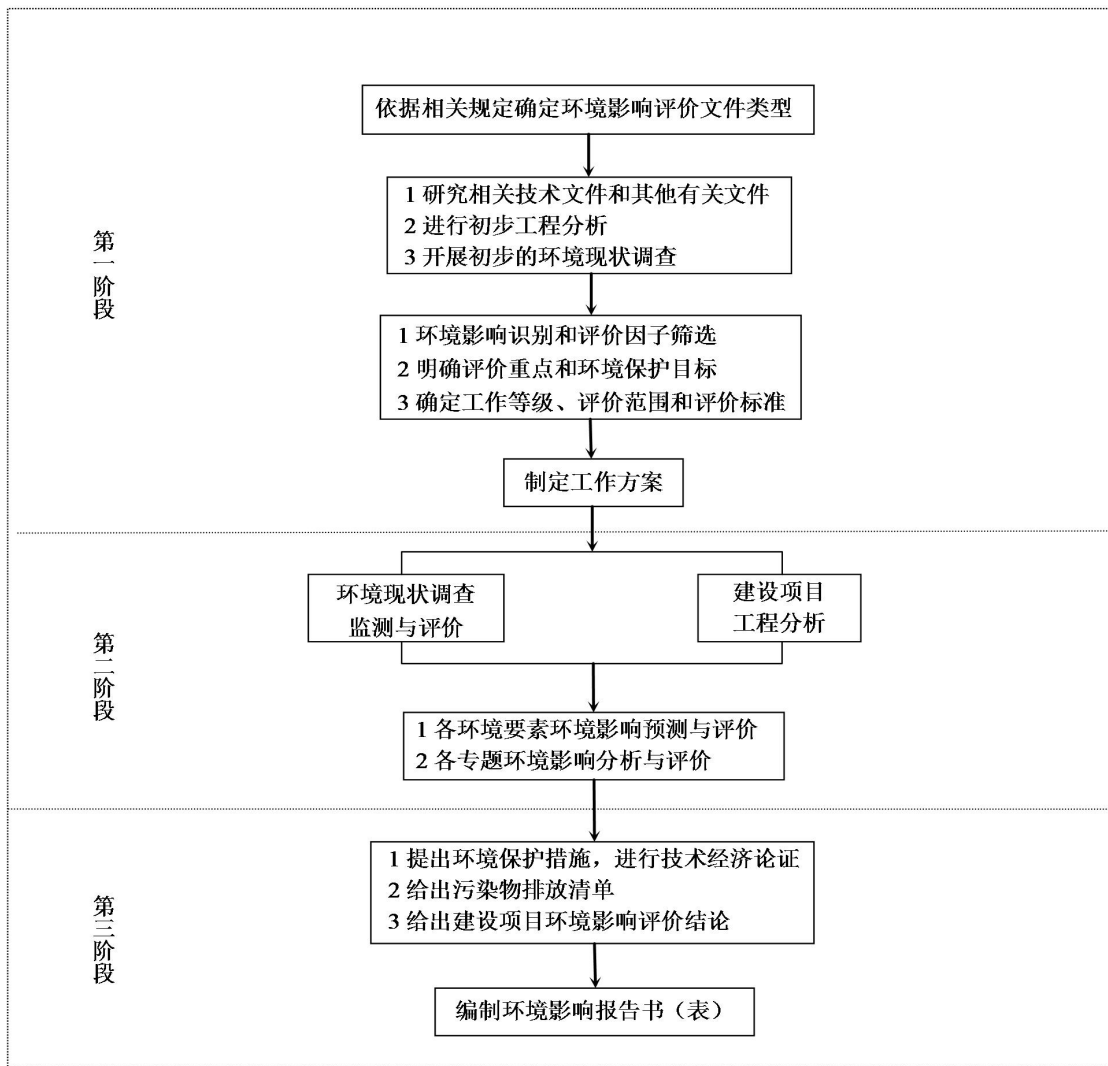 依据相关规定确定环境影响评价文件类型
1 研究相关技术文件和其他有关文件
2 进行初步工程分析
3 开展初步的环境现状调查
第一阶段
1 环境影响识别和评价因子筛选
2 明确评价重点和环境保护目标
3 确定工作等级、评价范围和评价标准
制定工作方案
环境现状调查
监测与评价
建设项目
工程分析
第二阶段
1 各环境要素环境影响预测与评价
2 各专题环境影响分析与评价
1 提出环境保护措施，进行技术经济论证
2 给出污染物排放清单
3 给出建设项目环境影响评价结论
第三阶段
编制环境影响报告书（表）